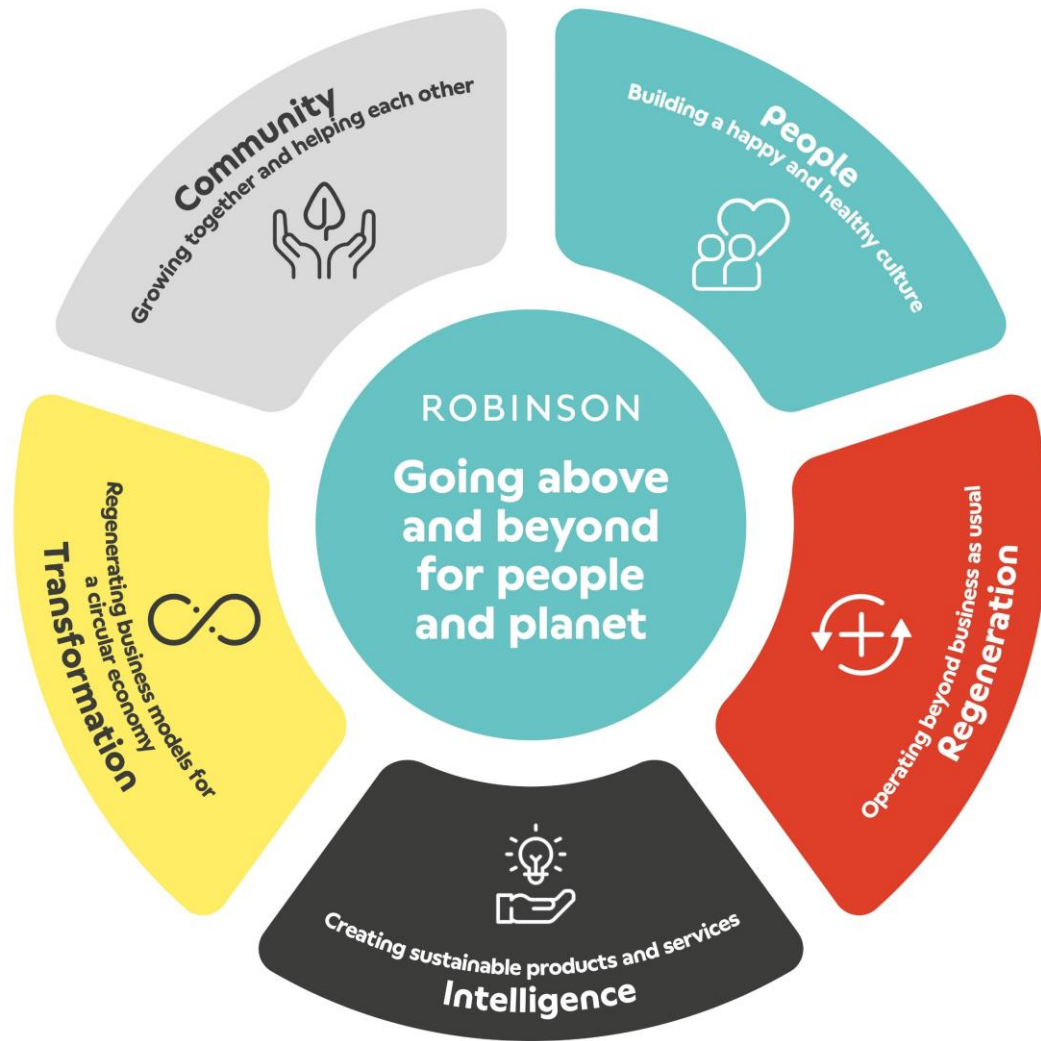 ROBINSON
Going above
and beyond
for people
and planet
People
Building a happy and healthy culture
Regeneration
Operating beyond business as usual
Creating sustainable products and services
Intelligence
Transformation
Regenerating business models for
a circular economy
Community
Growing together and helping each other